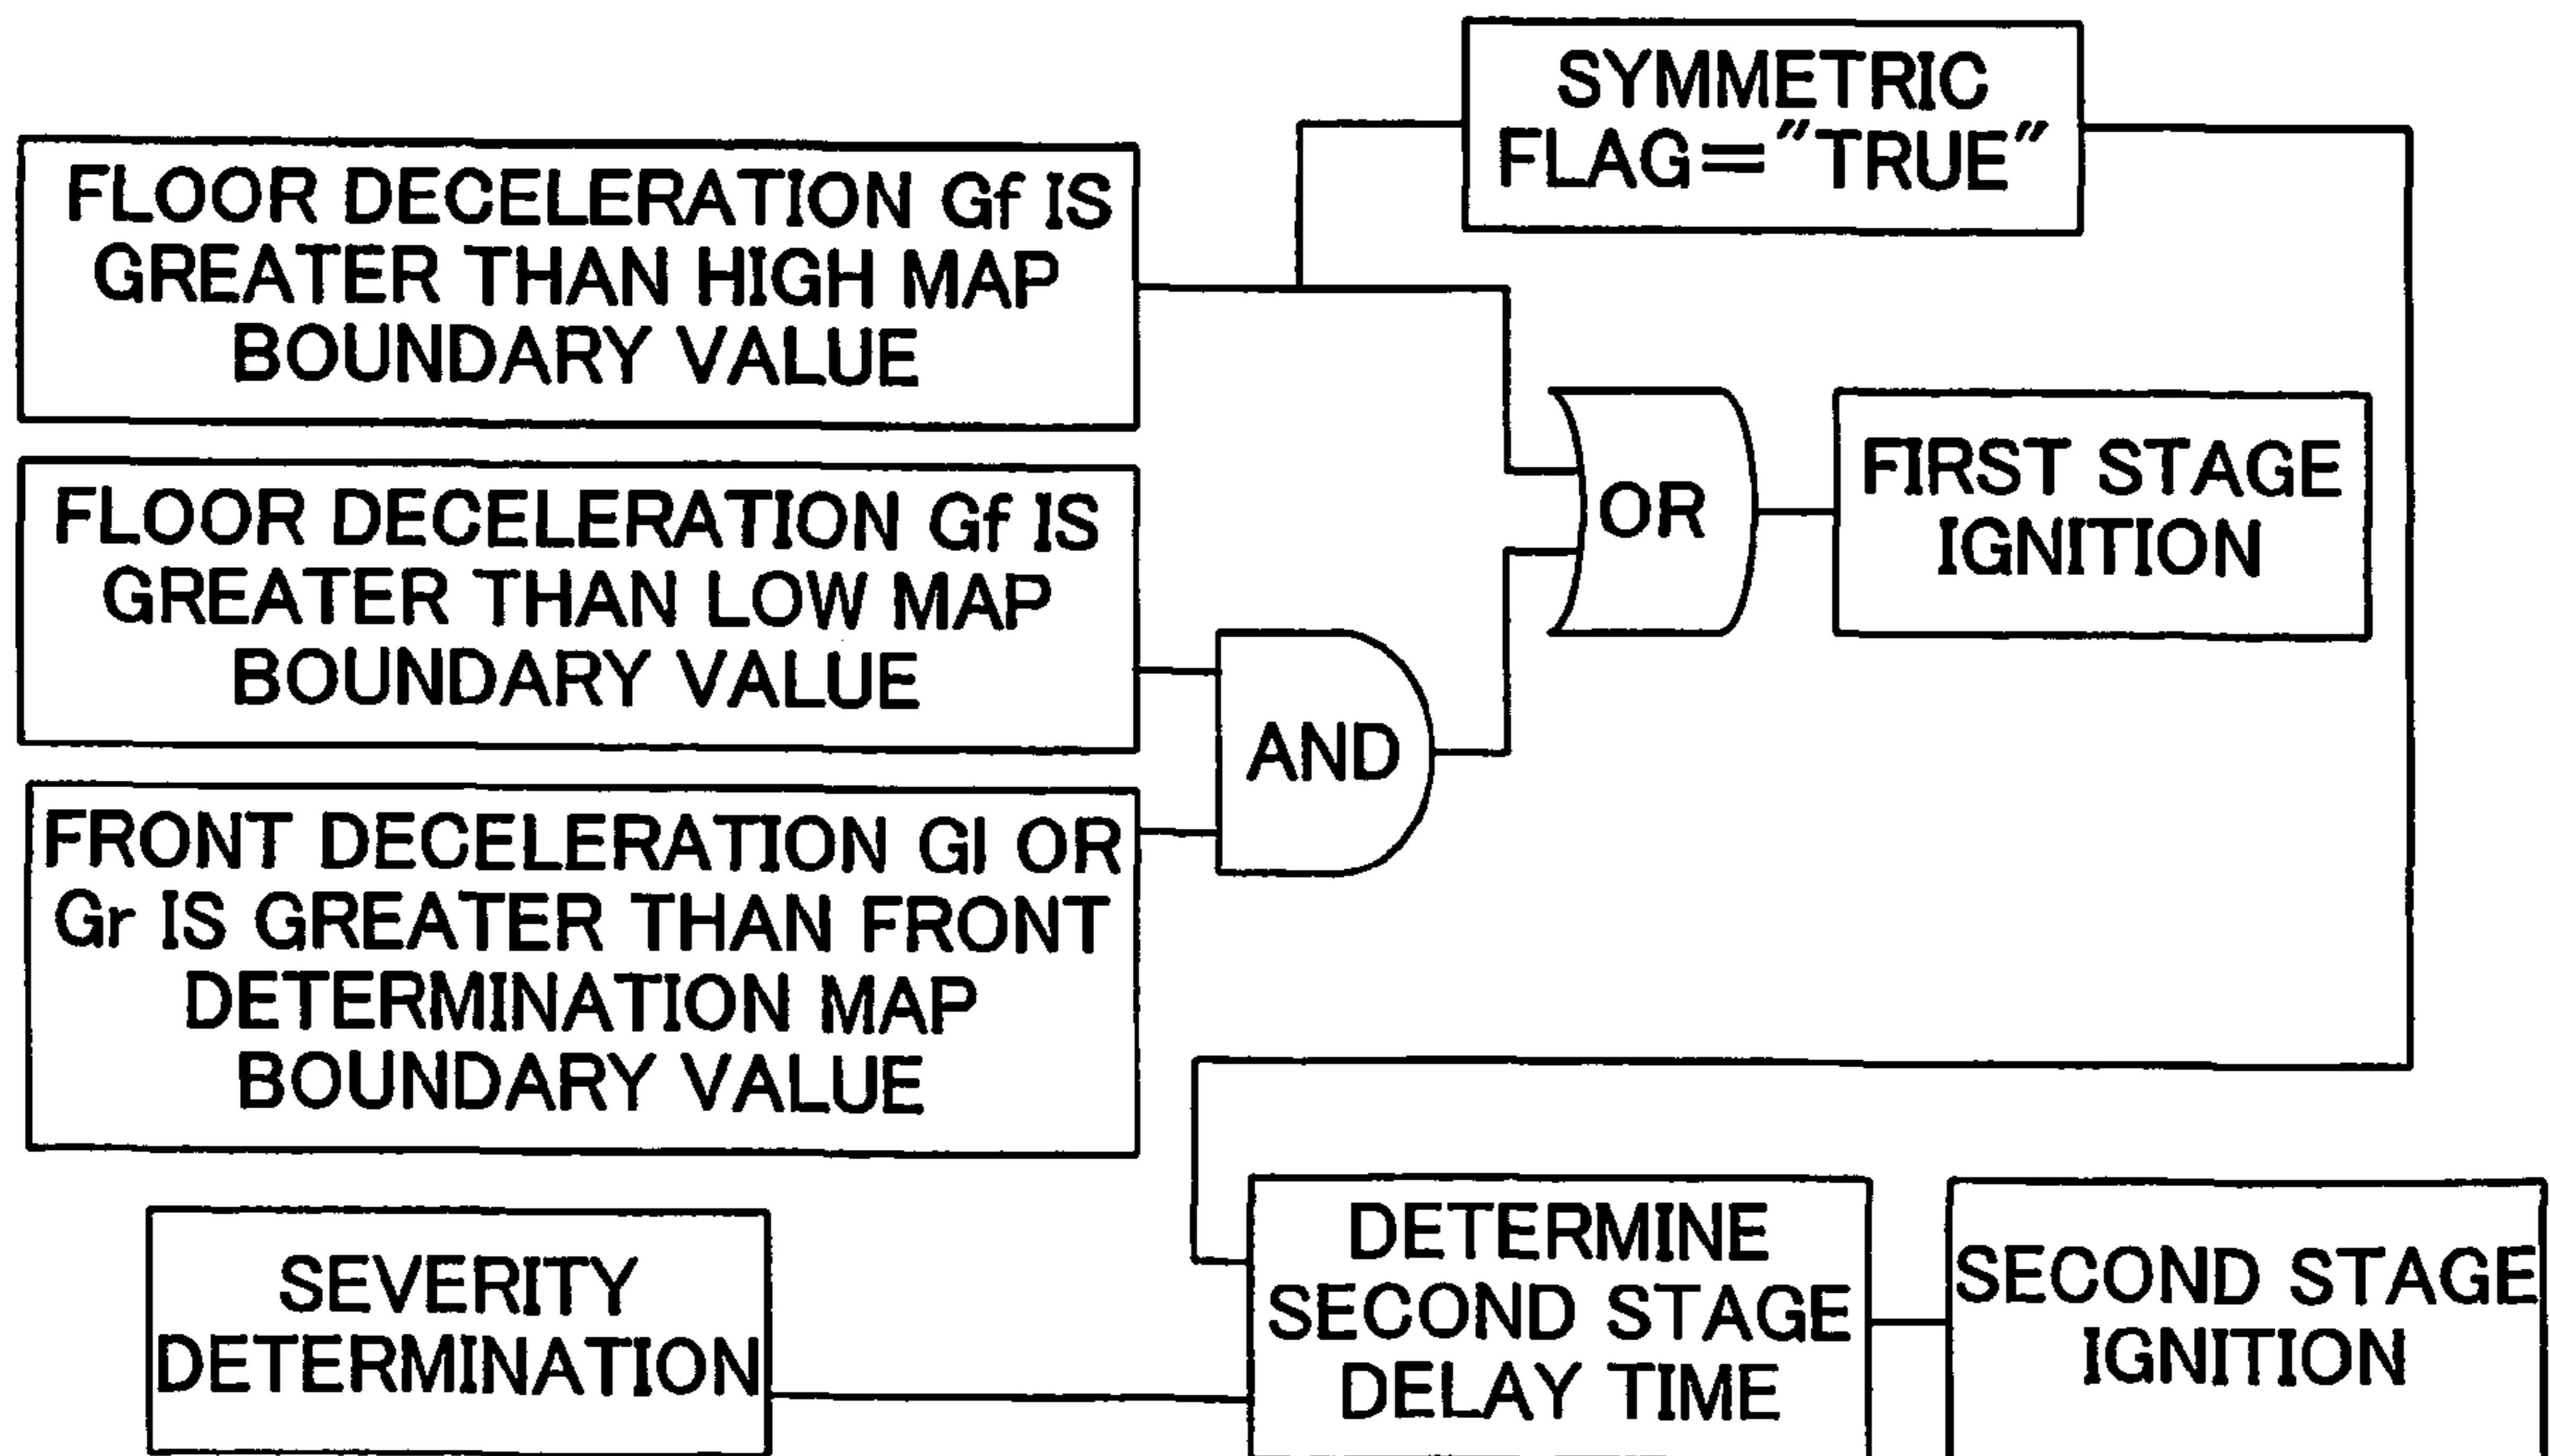 SYMMETRIC
FLAG="TRUE"
FLOOR DECELERATION Gf IS
GREATER THAN HIGH MAP
BOUNDARY VALUE
FLOOR DECELERATION Gf IS
GREATER THAN LOW MAP
BOUNDARY VALUE
OR
FIRST STAGE
IGNITION
AND
FRONT DECELERATION Gl OR
Gr IS GREATER THAN FRONT
DETERMINATION MAP
BOUNDARY VALUE
SEVERITY
DETERMINATION
DETERMINE
SECOND STAGE
DELAY TIME
SECOND STAGE
IGNITION